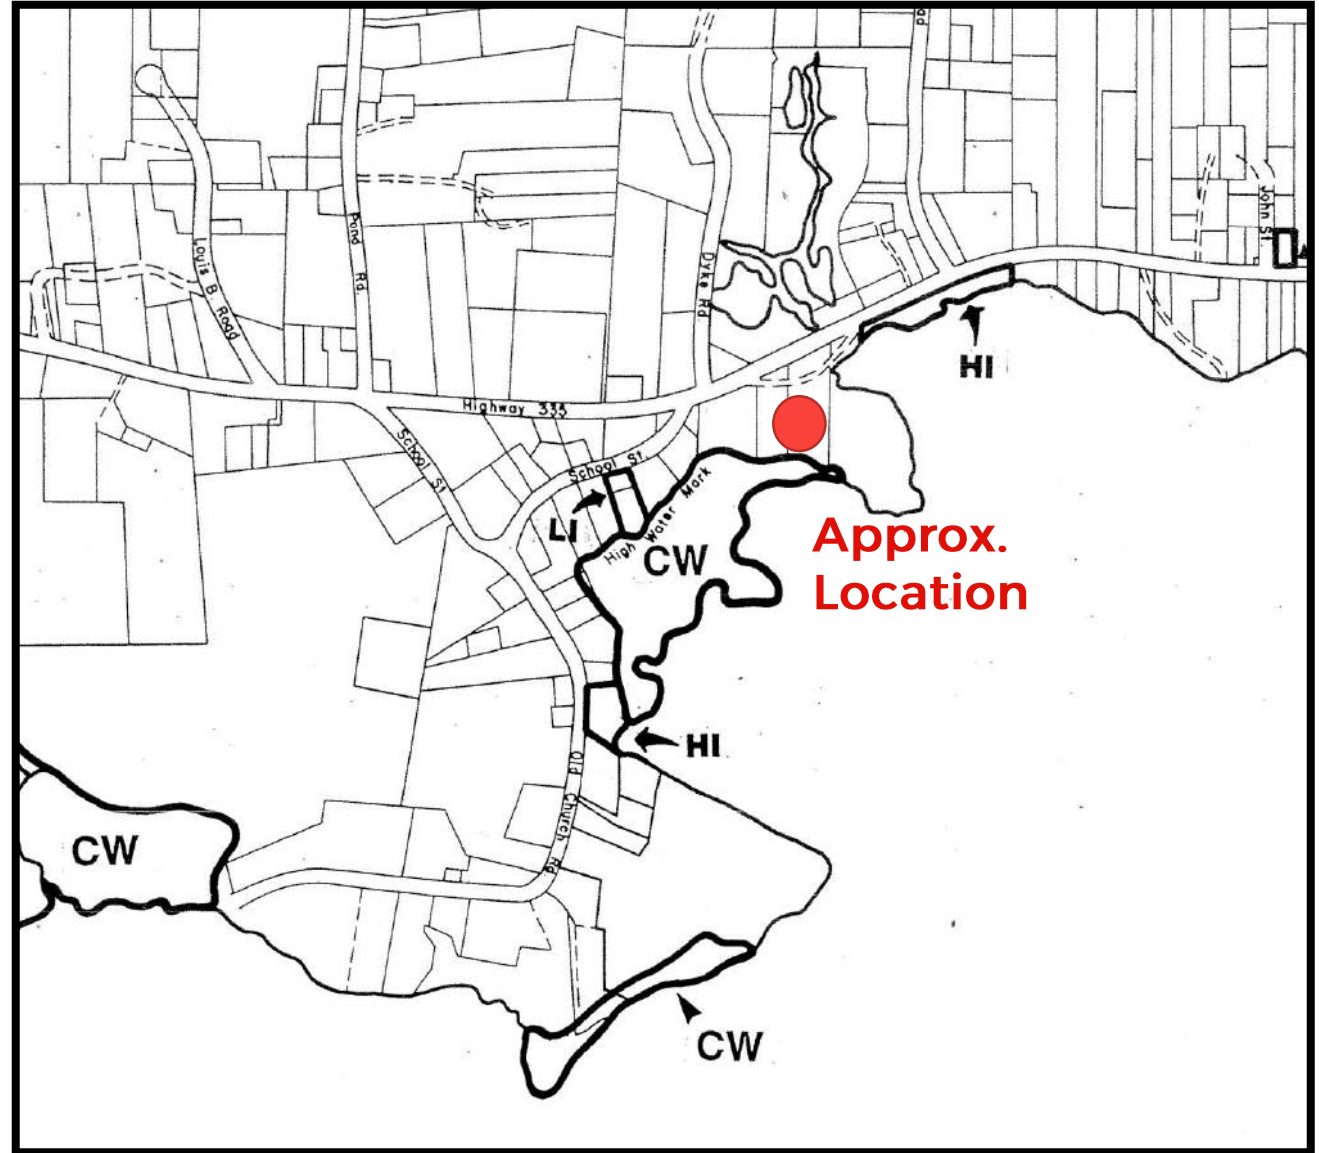 Louis B. Road
Pond Rd.
Dyke Rd
John St.
HI
Highway 335
School St
School St.
LI
High Water Mark
CW
Approx.
Location
HI
Old Church Rd
CW
CW